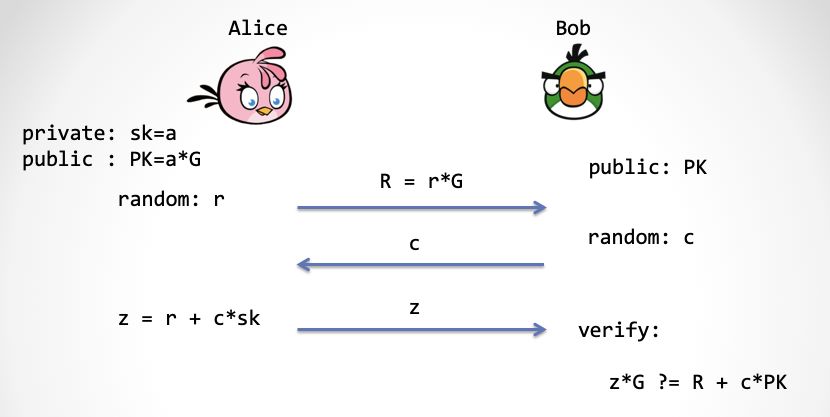 Alice
Bob
private: sk=a
public : PK=a*G
random: r
R = r*G
public: PK
c
random: c
z = r + c*sk
z
verify:
z*G ?= R + c*PK